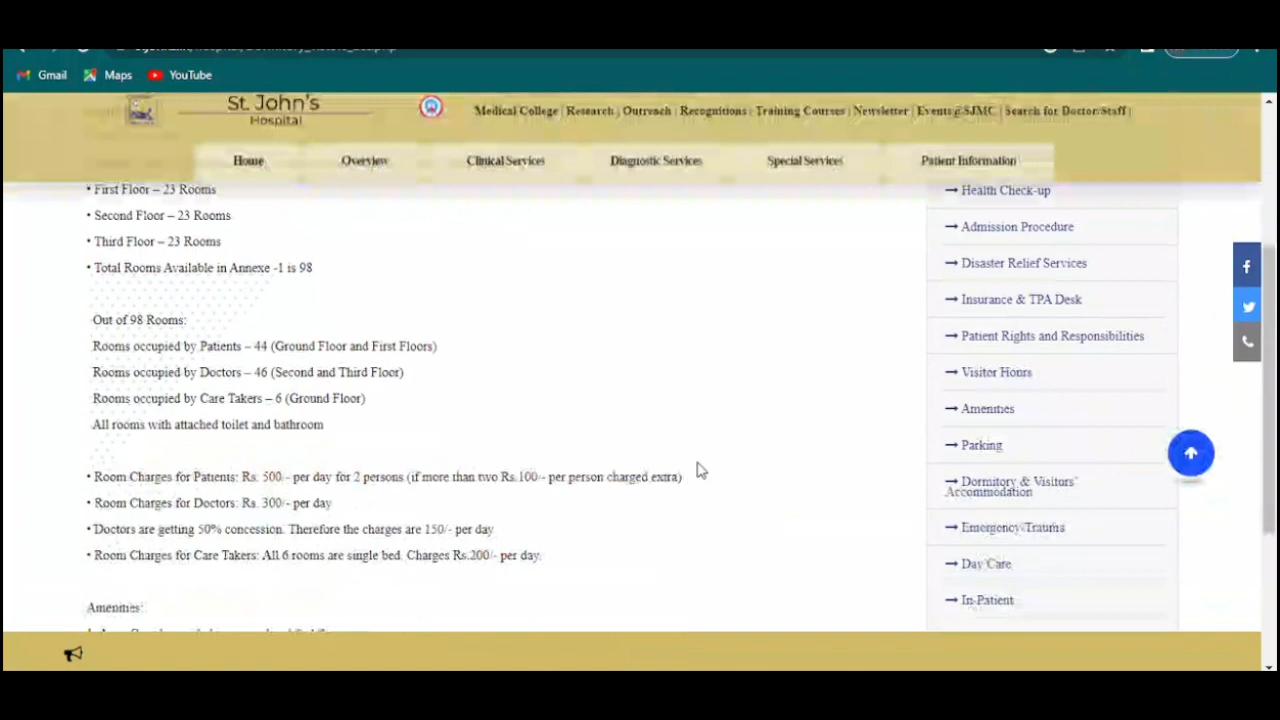 Gmail Maps YouTube
St. John's
Hospital
Medical College | Research | Outreach | Recognitions | Training Courses | Newsletter | Events@SJMC | Search for Doctor/Staff |
Home Overview Clinical Services Diagnostic Services Special Services Patient Information
• First Floor – 23 Rooms
• Second Floor – 23 Rooms
• Third Floor – 23 Rooms
• Total Rooms Available in Annexe -1 is 98
Out of 98 Rooms:
Rooms occupied by Patients – 44 (Ground Floor and First Floors)
Rooms occupied by Doctors – 46 (Second and Third Floor)
Rooms occupied by Care Takers – 6 (Ground Floor)
All rooms with attached toilet and bathroom
• Room Charges for Patients: Rs. 500/- per day for 2 persons (if more than two Rs.100/- per person charged extra)
• Room Charges for Doctors: Rs. 300/- per day
• Doctors are getting 50% concession. Therefore the charges are 150/- per day
• Room Charges for Care Takers: All 6 rooms are single bed. Charges Rs.200/- per day.
Amenities:
→ Health Check-up
→ Admission Procedure
→ Disaster Relief Services
→ Insurance & TPA Desk
→ Patient Rights and Responsibilities
→ Visitor Hours
→ Amenities
→ Parking
→ Dormitory & Visitors'
Accommodation
→ Emergency/Trauma
→ Day Care
→ In-Patient